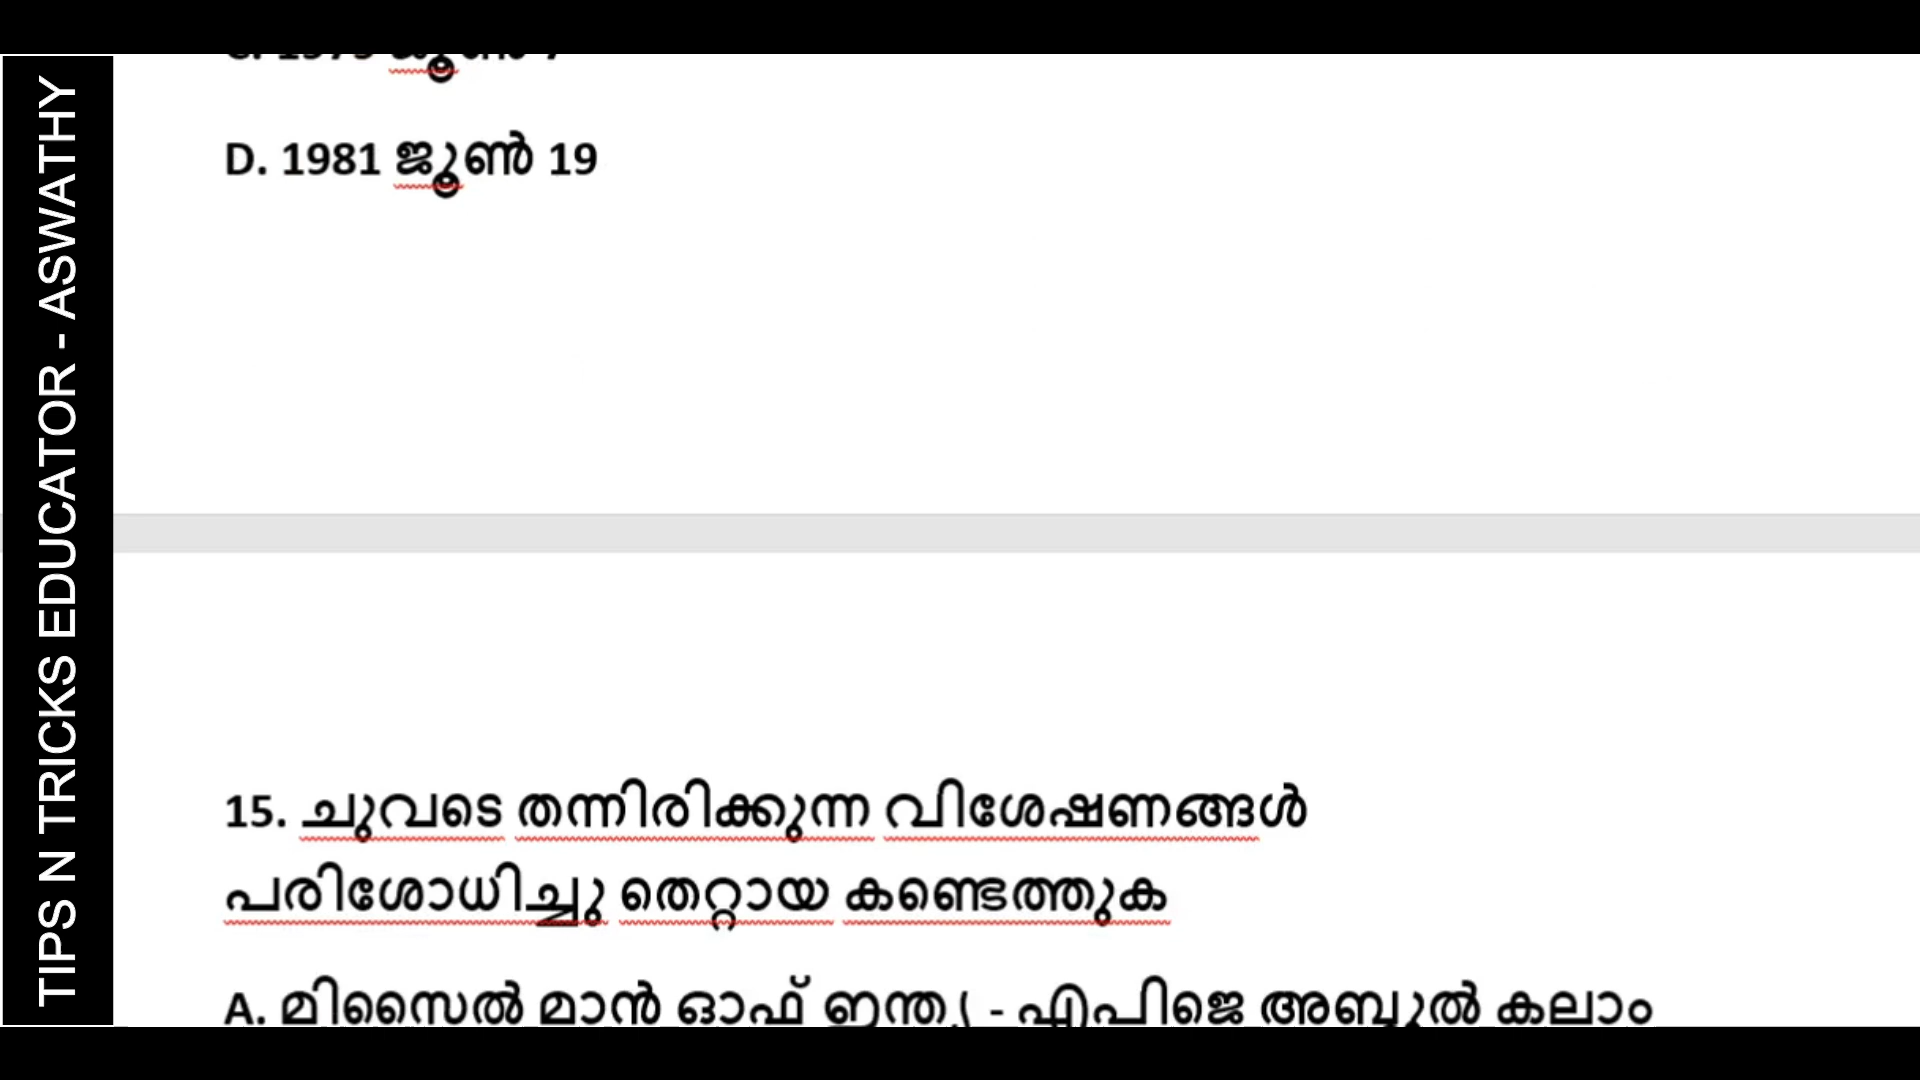 D. 1981 ജൂൺ 19
15. ചുവടെ തന്നിരിക്കുന്ന വിശേഷണങ്ങൾ
പരിശോധിച്ചു തെറ്റായ കണ്ടെത്തുക
A. മിസൈൽ മാൻ ഓഫ് ഇന്ത്യ - എപിജെ അബ്ദുൽ കലാം
TIPS N TRICKS EDUCATOR - ASWATHY